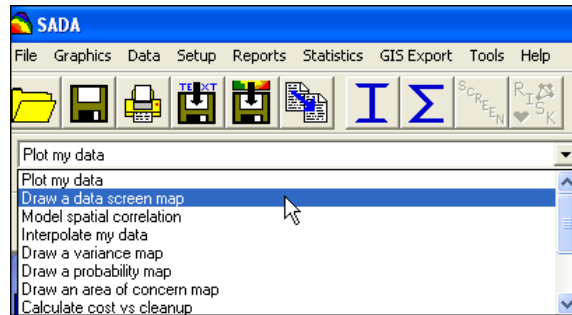 SADA
File Graphics Data Setup Reports Statistics GIS Export Tools Help
TEXT SCREEN RISK
Plot my data
Plot my data
Draw a data screen map
Model spatial correlation
Interpolate my data
Draw a variance map
Draw a probability map
Draw an area of concern map
Calculate cost vs cleanup